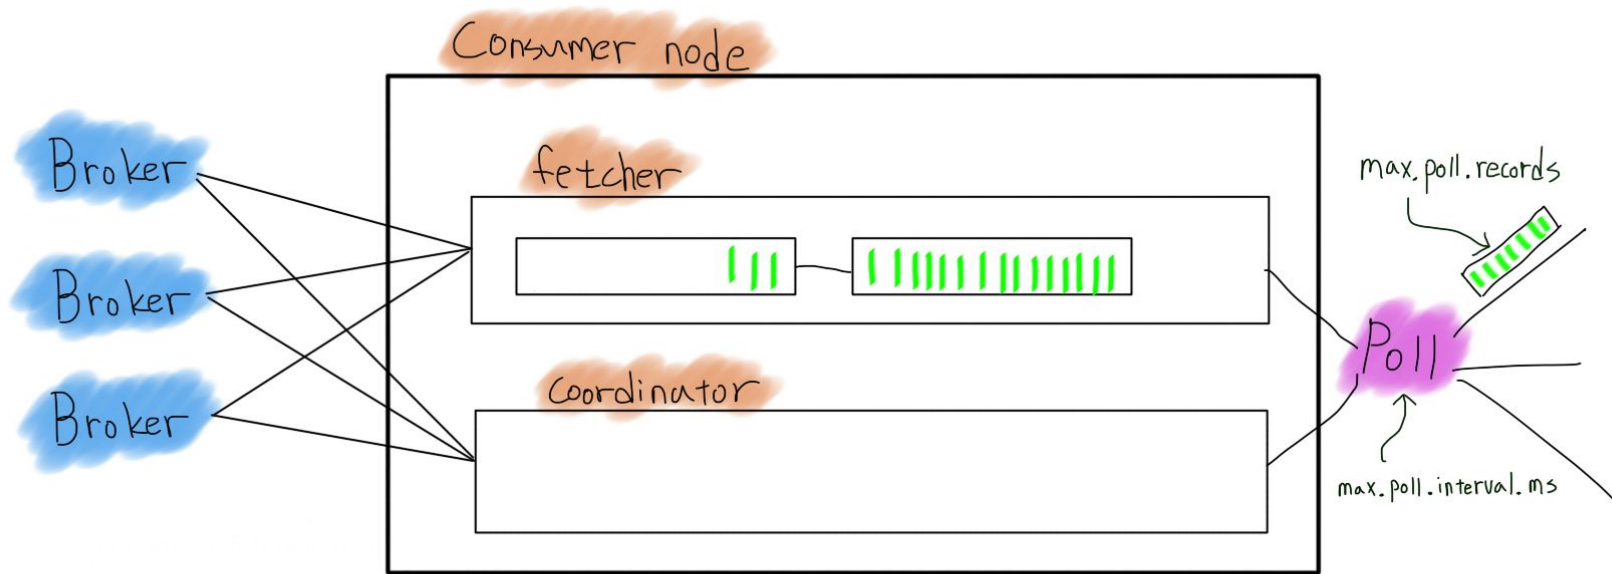 Consumer node
Broker
fetcher
max.poll.records
Broker
Poll
Broker
Coordinator
max.poll.interval.ms